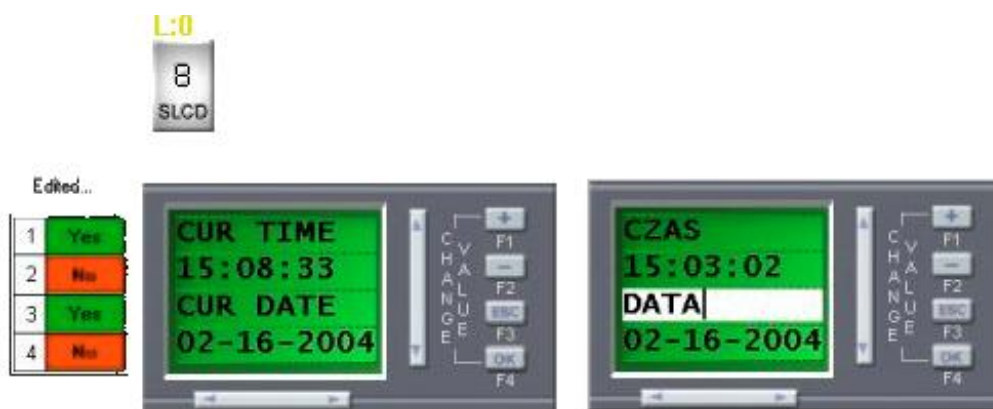 L:0
8
SLCD
Edited...
1 Yes
2 No
3 Yes
4 No
CUR TIME
15:08:33
CUR DATE
02-16-2004
CHANGE
VALUE
+
F1
-
F2
ESC
F3
OK
F4
CZAS
15:03:02
DATA
02-16-2004
CHANGE
VALUE
+
F1
-
F2
ESC
F3
OK
F4